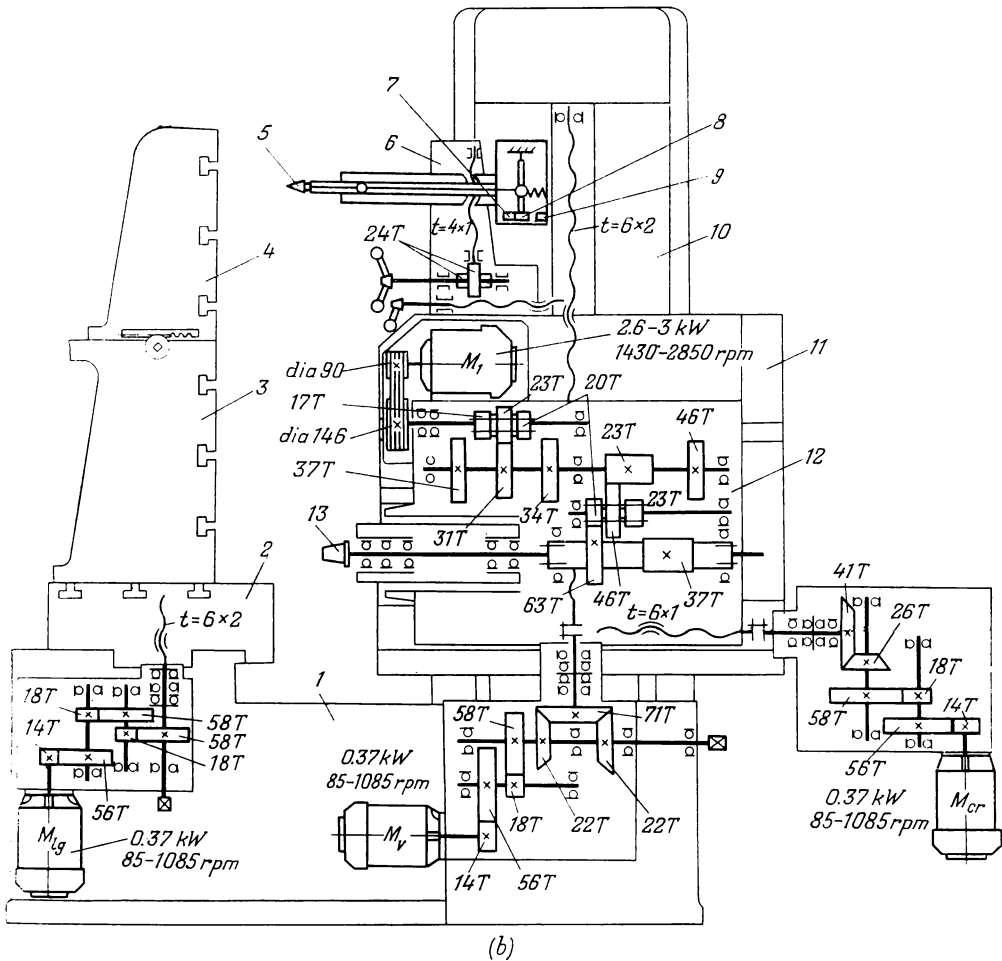 7
6
8
5
9
t=4×1
t=6×2
10
24T
4
2.6–3 kW
1430–2850 rpm
11
M1
dia 90
3
23T
20T
17T
46T
dia 146
23T
12
37T
34T
23T
13
31T
2
63T
46T
37T
41T
t=6×2
t=6×1
26T
1
18T
18T
58T
58T
71T
58T
14T
58T
14T
18T
0.37 kW
85–1085 rpm
56T
56T
0.37 kW
85–1085 rpm
Mcr
Mlg
0.37 kW
85–1085 rpm
Mv
18T
22T
22T
14T
56T
(b)